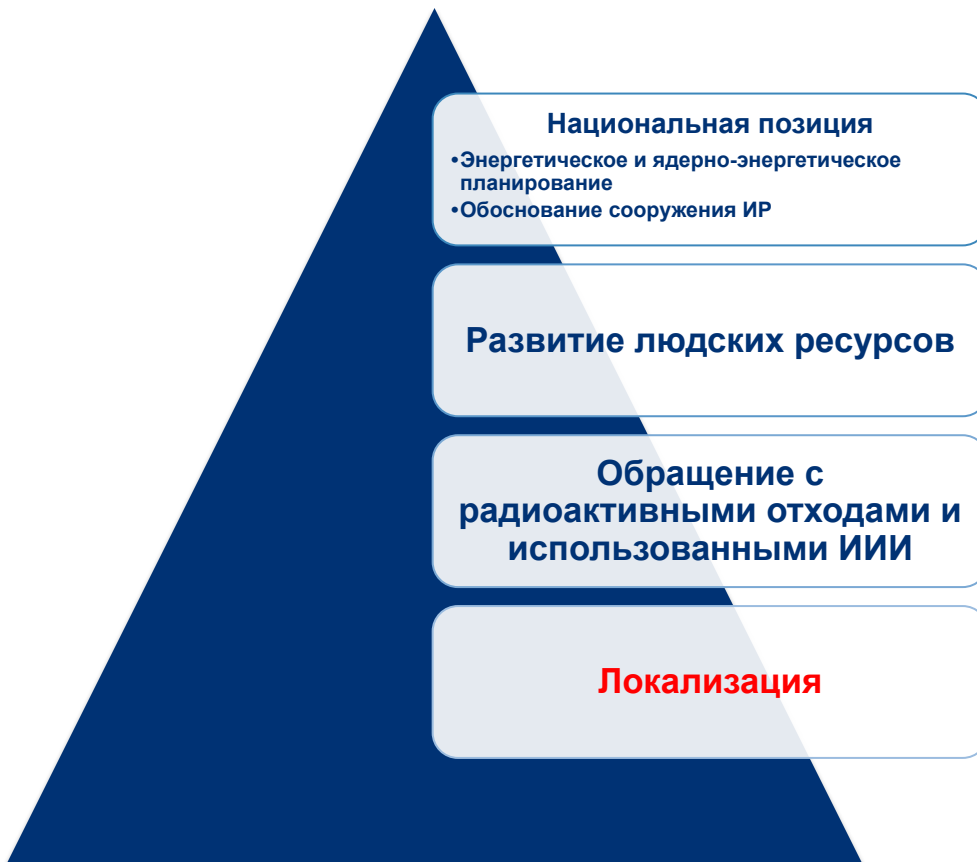 Национальная позиция
•Энергетическое и ядерно-энергетическое
планирование
•Обоснование сооружения ИР
Развитие людских ресурсов
Обращение с
радиоактивными отходами и
использованными ИИИ
Локализация